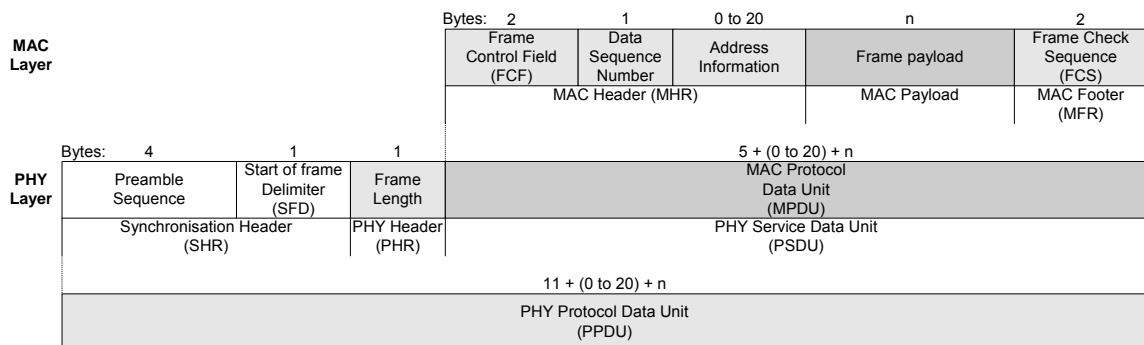 Bytes: 2 1 0 to 20 n 2
MAC
Layer
Frame
Control Field
(FCF)
Data
Sequence
Number
Address
Information
Frame payload
Frame Check
Sequence
(FCS)
MAC Header (MHR)
MAC Payload
MAC Footer
(MFR)
Bytes: 4 1 1 5 + (0 to 20) + n
PHY
Layer
Preamble
Sequence
Start of frame
Delimiter
(SFD)
Frame
Length
MAC Protocol
Data Unit
(MPDU)
Synchronisation Header
(SHR)
PHY Header
(PHR)
PHY Service Data Unit
(PSDU)
11 + (0 to 20) + n
PHY Protocol Data Unit
(PPDU)